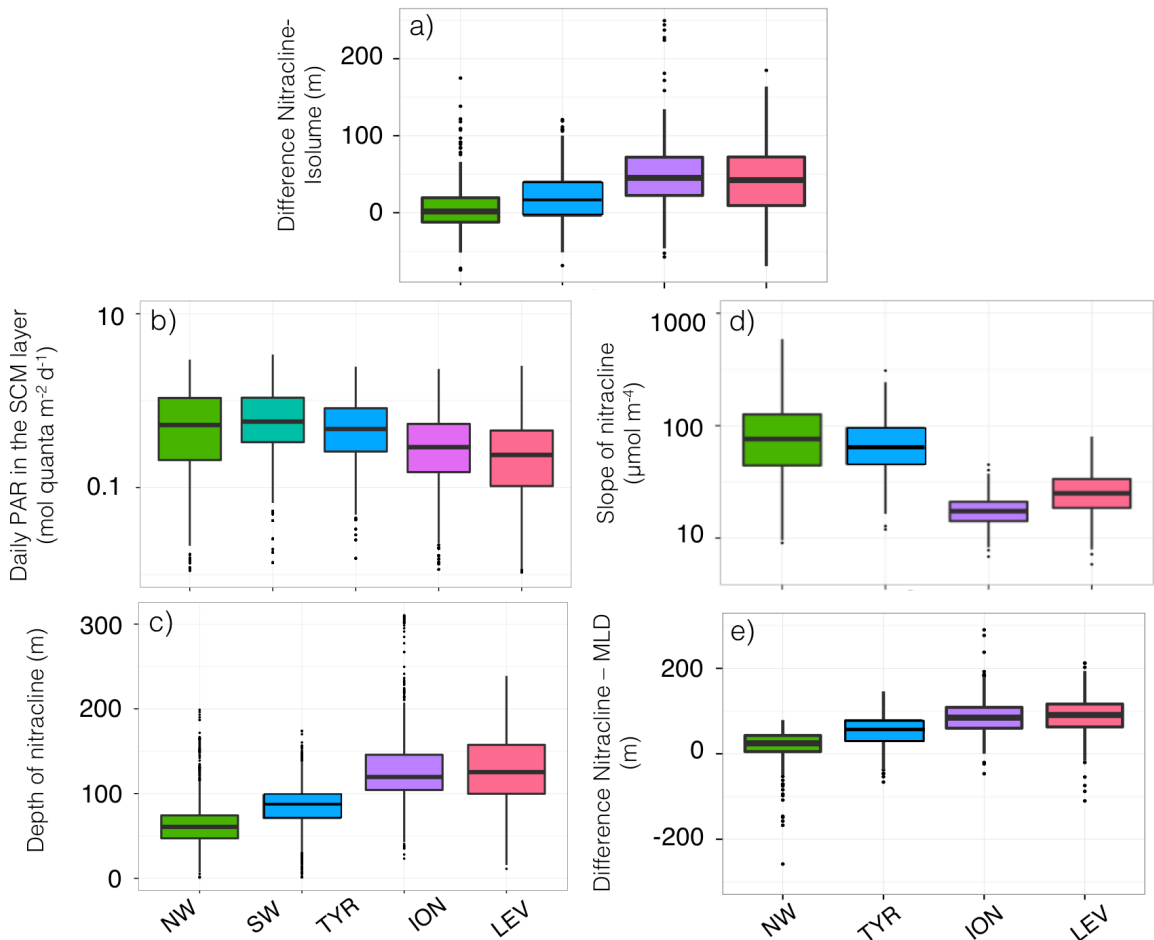 a)
Difference Nitracline-
Isolume (m)
200
100
0
b)
Daily PAR in the SCM layer
(mol quanta m-2 d-1)
10
0.1
d)
Slope of nitracline
(µmol m-4)
1000
100
10
c)
Depth of nitracline (m)
300
200
100
0
NW
SW
TYR
ION
LEV
e)
Difference Nitracline – MLD
(m)
200
0
-200
NW
TYR
ION
LEV